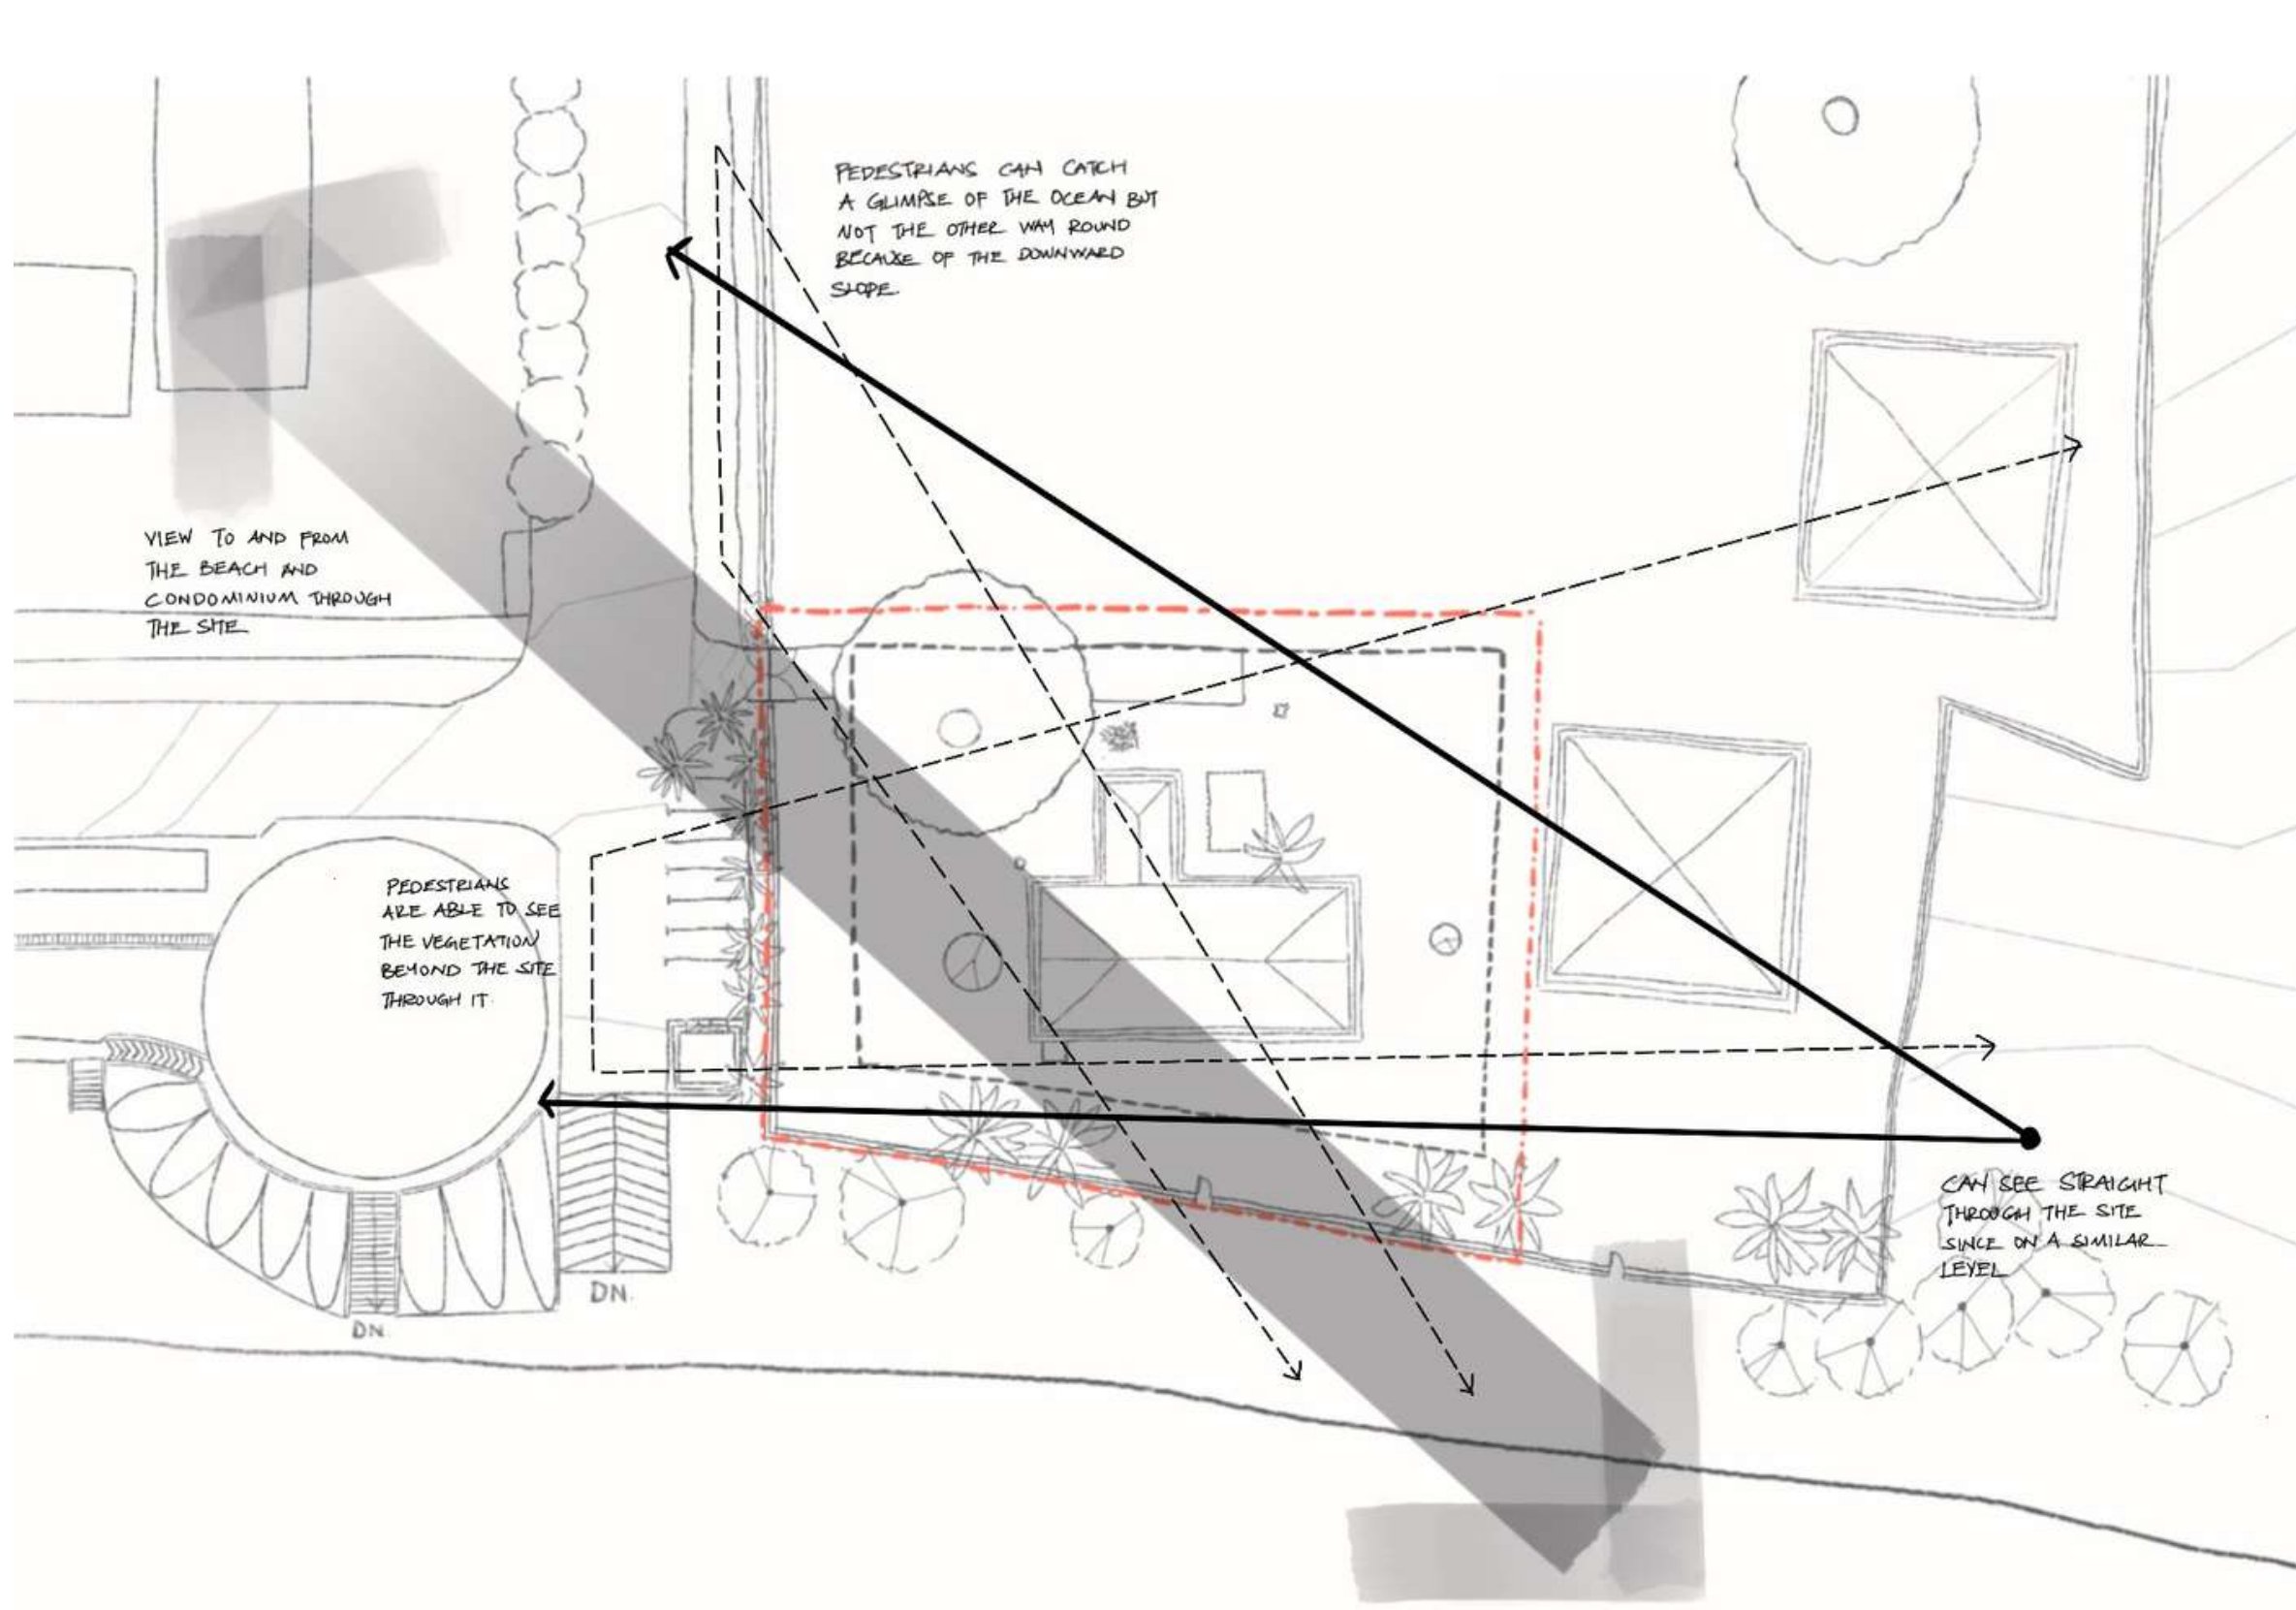 PEDESTRIANS CAN CATCH
A GLIMPSE OF THE OCEAN BUT
NOT THE OTHER WAY ROUND
BECAUSE OF THE DOWNWARD
SLOPE.
VIEW TO AND FROM
THE BEACH AND
CONDOMINIUM THROUGH
THE SITE
PEDESTRIANS
ARE ABLE TO SEE
THE VEGETATION
BEYOND THE SITE
THROUGH IT.
CAN SEE STRAIGHT
THROUGH THE SITE
SINCE ON A SIMILAR
LEVEL
DN.
DN.